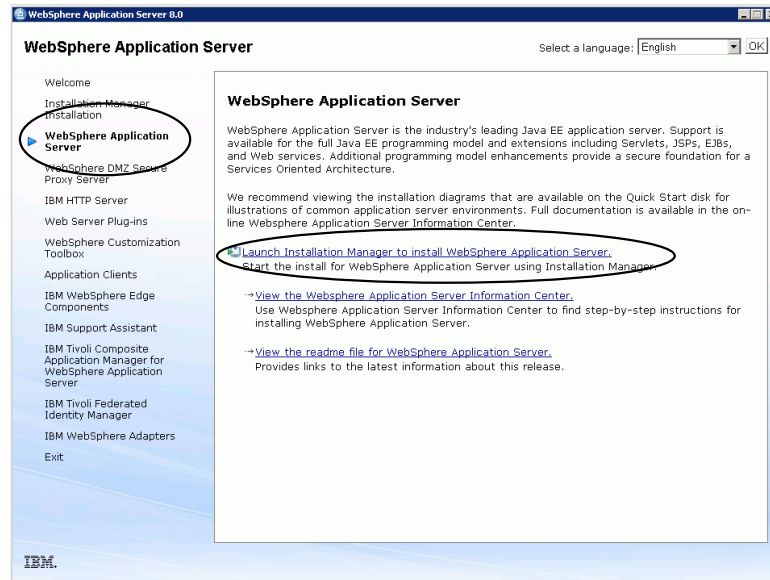 WebSphere Application Server 8.0
WebSphere Application Server
Select a language: English OK
Welcome
Installation Manager
Installation
WebSphere Application
Server
WebSphere DMZ Secure
Proxy Server
IBM HTTP Server
Web Server Plug-ins
WebSphere Customization
Toolbox
Application Clients
IBM WebSphere Edge
Components
IBM Support Assistant
IBM Tivoli Composite
Application Manager for
WebSphere Application
Server
IBM Tivoli Federated
Identity Manager
IBM WebSphere Adapters
Exit
WebSphere Application Server
WebSphere Application Server is the industry's leading Java EE application server. Support is
available for the full Java EE programming model and extensions including Servlets, JSPs, EJBs,
and Web services. Additional programming model enhancements provide a secure foundation for a
Services Oriented Architecture.
We recommend viewing the installation diagrams that are available on the Quick Start disk for
illustrations of common application server environments. Full documentation is available in the on-
line Websphere Application Server Information Center.
Launch Installation Manager to install WebSphere Application Server.
Start the install for WebSphere Application Server using Installation Manager.
View the Websphere Application Server Information Center.
Use Websphere Application Server Information Center to find step-by-step instructions for
installing WebSphere Application Server.
View the readme file for WebSphere Application Server.
Provides links to the latest information about this release.
IBM.